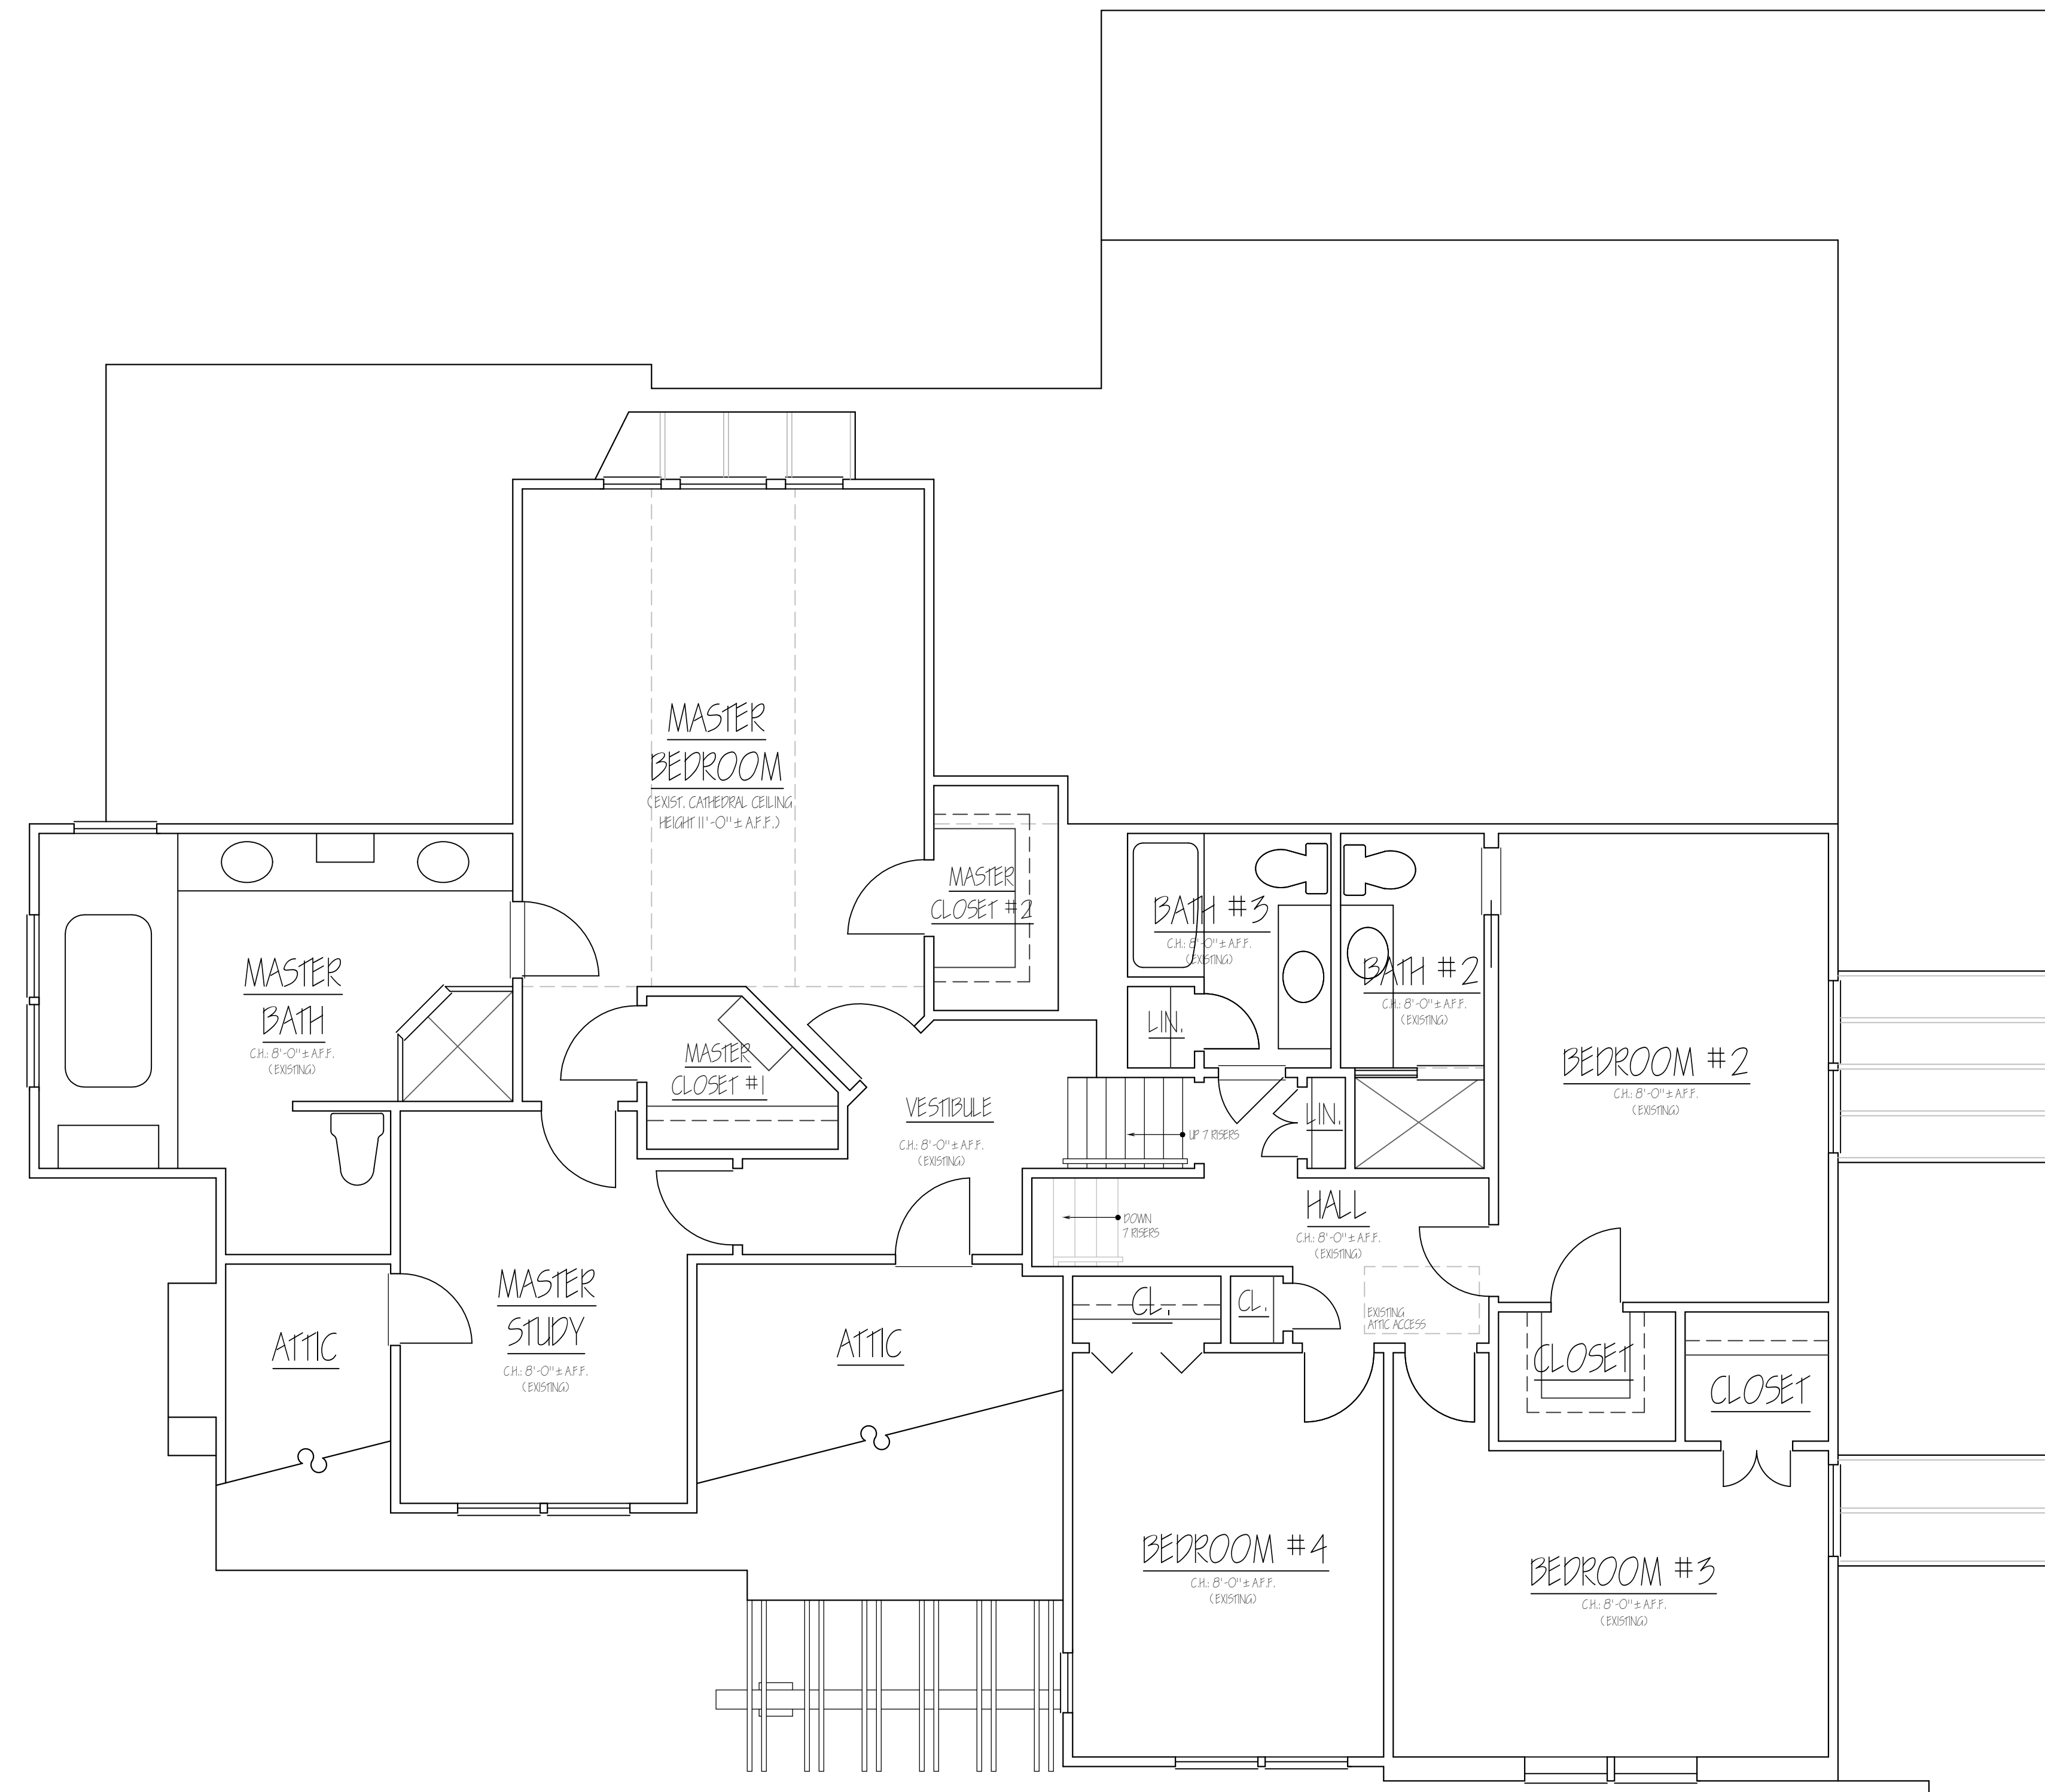 MASTER
BEDROOM
(EXIST. CATHEDRAL CEILING
HEIGHT 11'-0"± A.F.F.)
MASTER
CLOSET #2
BATH #3
C.H.: 8'-0"± A.F.F.
(EXISTING)
BATH #2
C.H.: 8'-0"± A.F.F.
(EXISTING)
MASTER
BATH
C.H.: 8'-0"± A.F.F.
(EXISTING)
LIN.
MASTER
CLOSET #1
BEDROOM #2
C.H.: 8'-0"± A.F.F.
(EXISTING)
VESTIBULE
C.H.: 8'-0"± A.F.F.
(EXISTING)
UP 7 RISERS
LIN.
DOWN
7 RISERS
HALL
C.H.: 8'-0"± A.F.F.
(EXISTING)
MASTER
STUDY
C.H.: 8'-0"± A.F.F.
(EXISTING)
ATTIC
ATTIC
CL.
CL.
EXISTING
ATTIC ACCESS
CLOSET
CLOSET
BEDROOM #4
C.H.: 8'-0"± A.F.F.
(EXISTING)
BEDROOM #3
C.H.: 8'-0"± A.F.F.
(EXISTING)